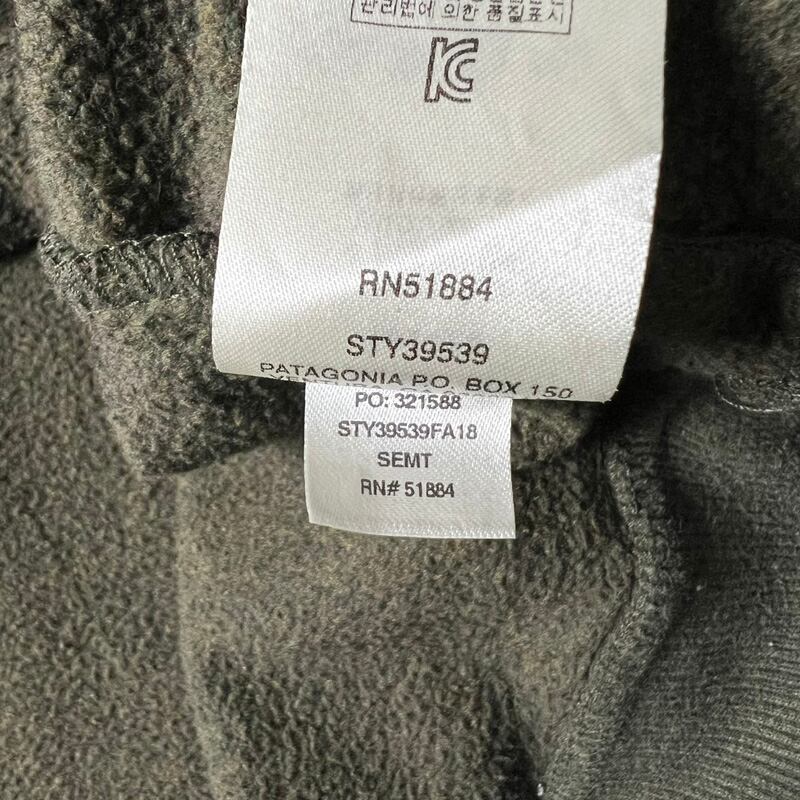 관리법에 의한 품질표시
KC
RN51884
STY39539
PATAGONIA PO. BOX 150
PO: 321588
STY39539FA18
SEMT
RN# 51884